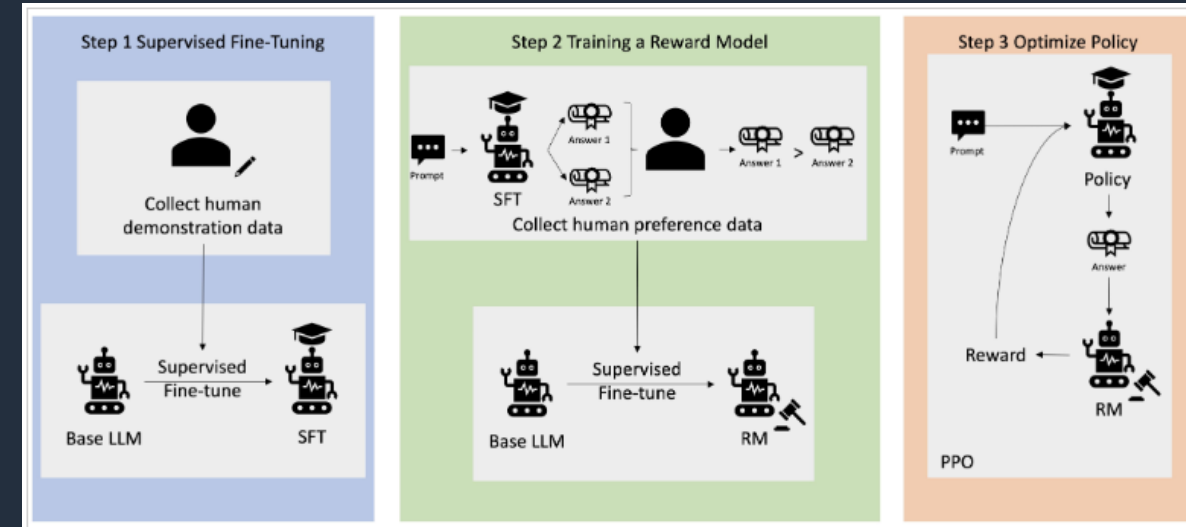 Step 1 Supervised Fine-Tuning
Collect human
demonstration data
Supervised
Fine-tune
Base LLM
SFT
Step 2 Training a Reward Model
Prompt
SFT
Answer 1
Answer 2
Answer 1
>
Answer 2
Collect human preference data
Supervised
Fine-tune
Base LLM
RM
Step 3 Optimize Policy
Prompt
Policy
Answer
Reward
RM
PPO